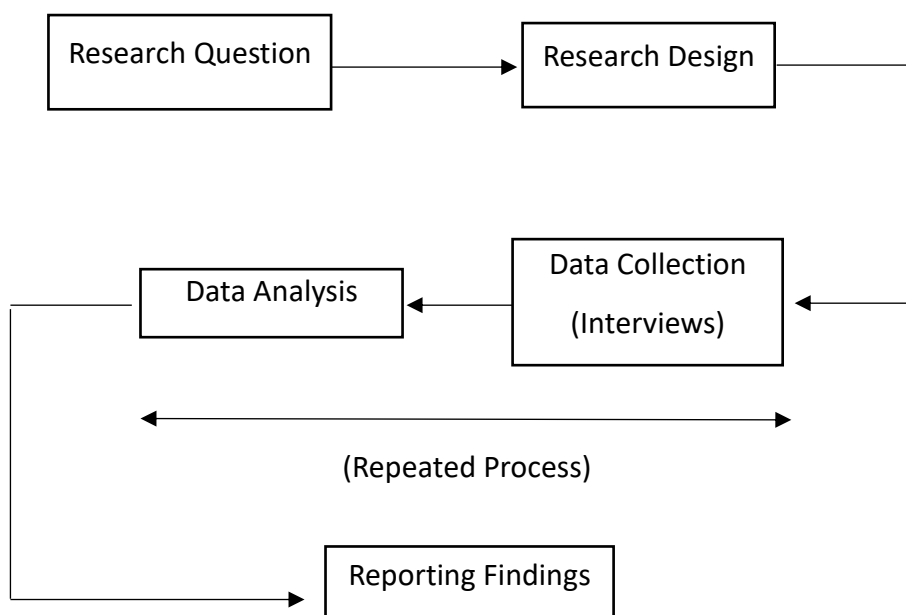 Research Question
Research Design
Data Collection
(Interviews)
Data Analysis
(Repeated Process)
Reporting Findings